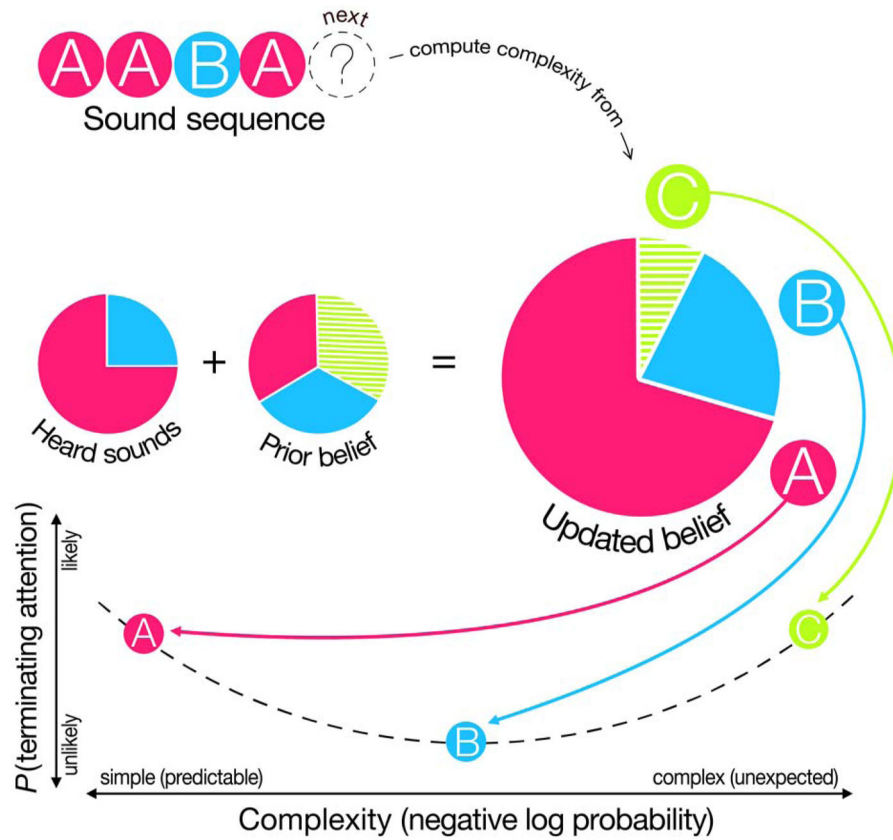 next
A A B A ?
compute complexity from
Sound sequence
C
B
Heard sounds
+
Prior belief
=
A
Updated belief
P(terminating attention)
likely
unlikely
A
B
C
simple (predictable)
complex (unexpected)
Complexity (negative log probability)